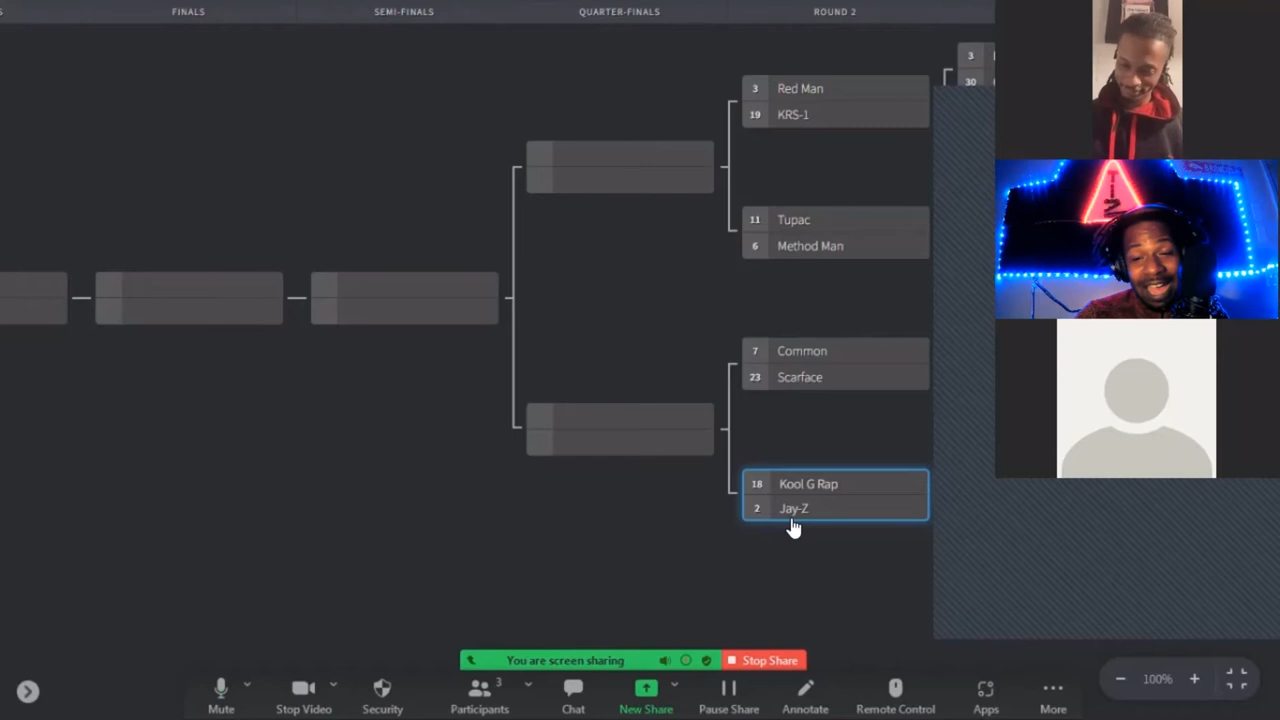 S
FINALS
SEMI-FINALS
QUARTER-FINALS
ROUND 2
3
30
3 Red Man
19 KRS-1
11 Tupac
6 Method Man
7 Common
23 Scarface
18 Kool G Rap
2 Jay-Z
You are screen sharing
Stop Share
3
Mute
Stop Video
Security
Participants
Chat
New Share
Pause Share
Annotate
Remote Control
Apps
More
100%